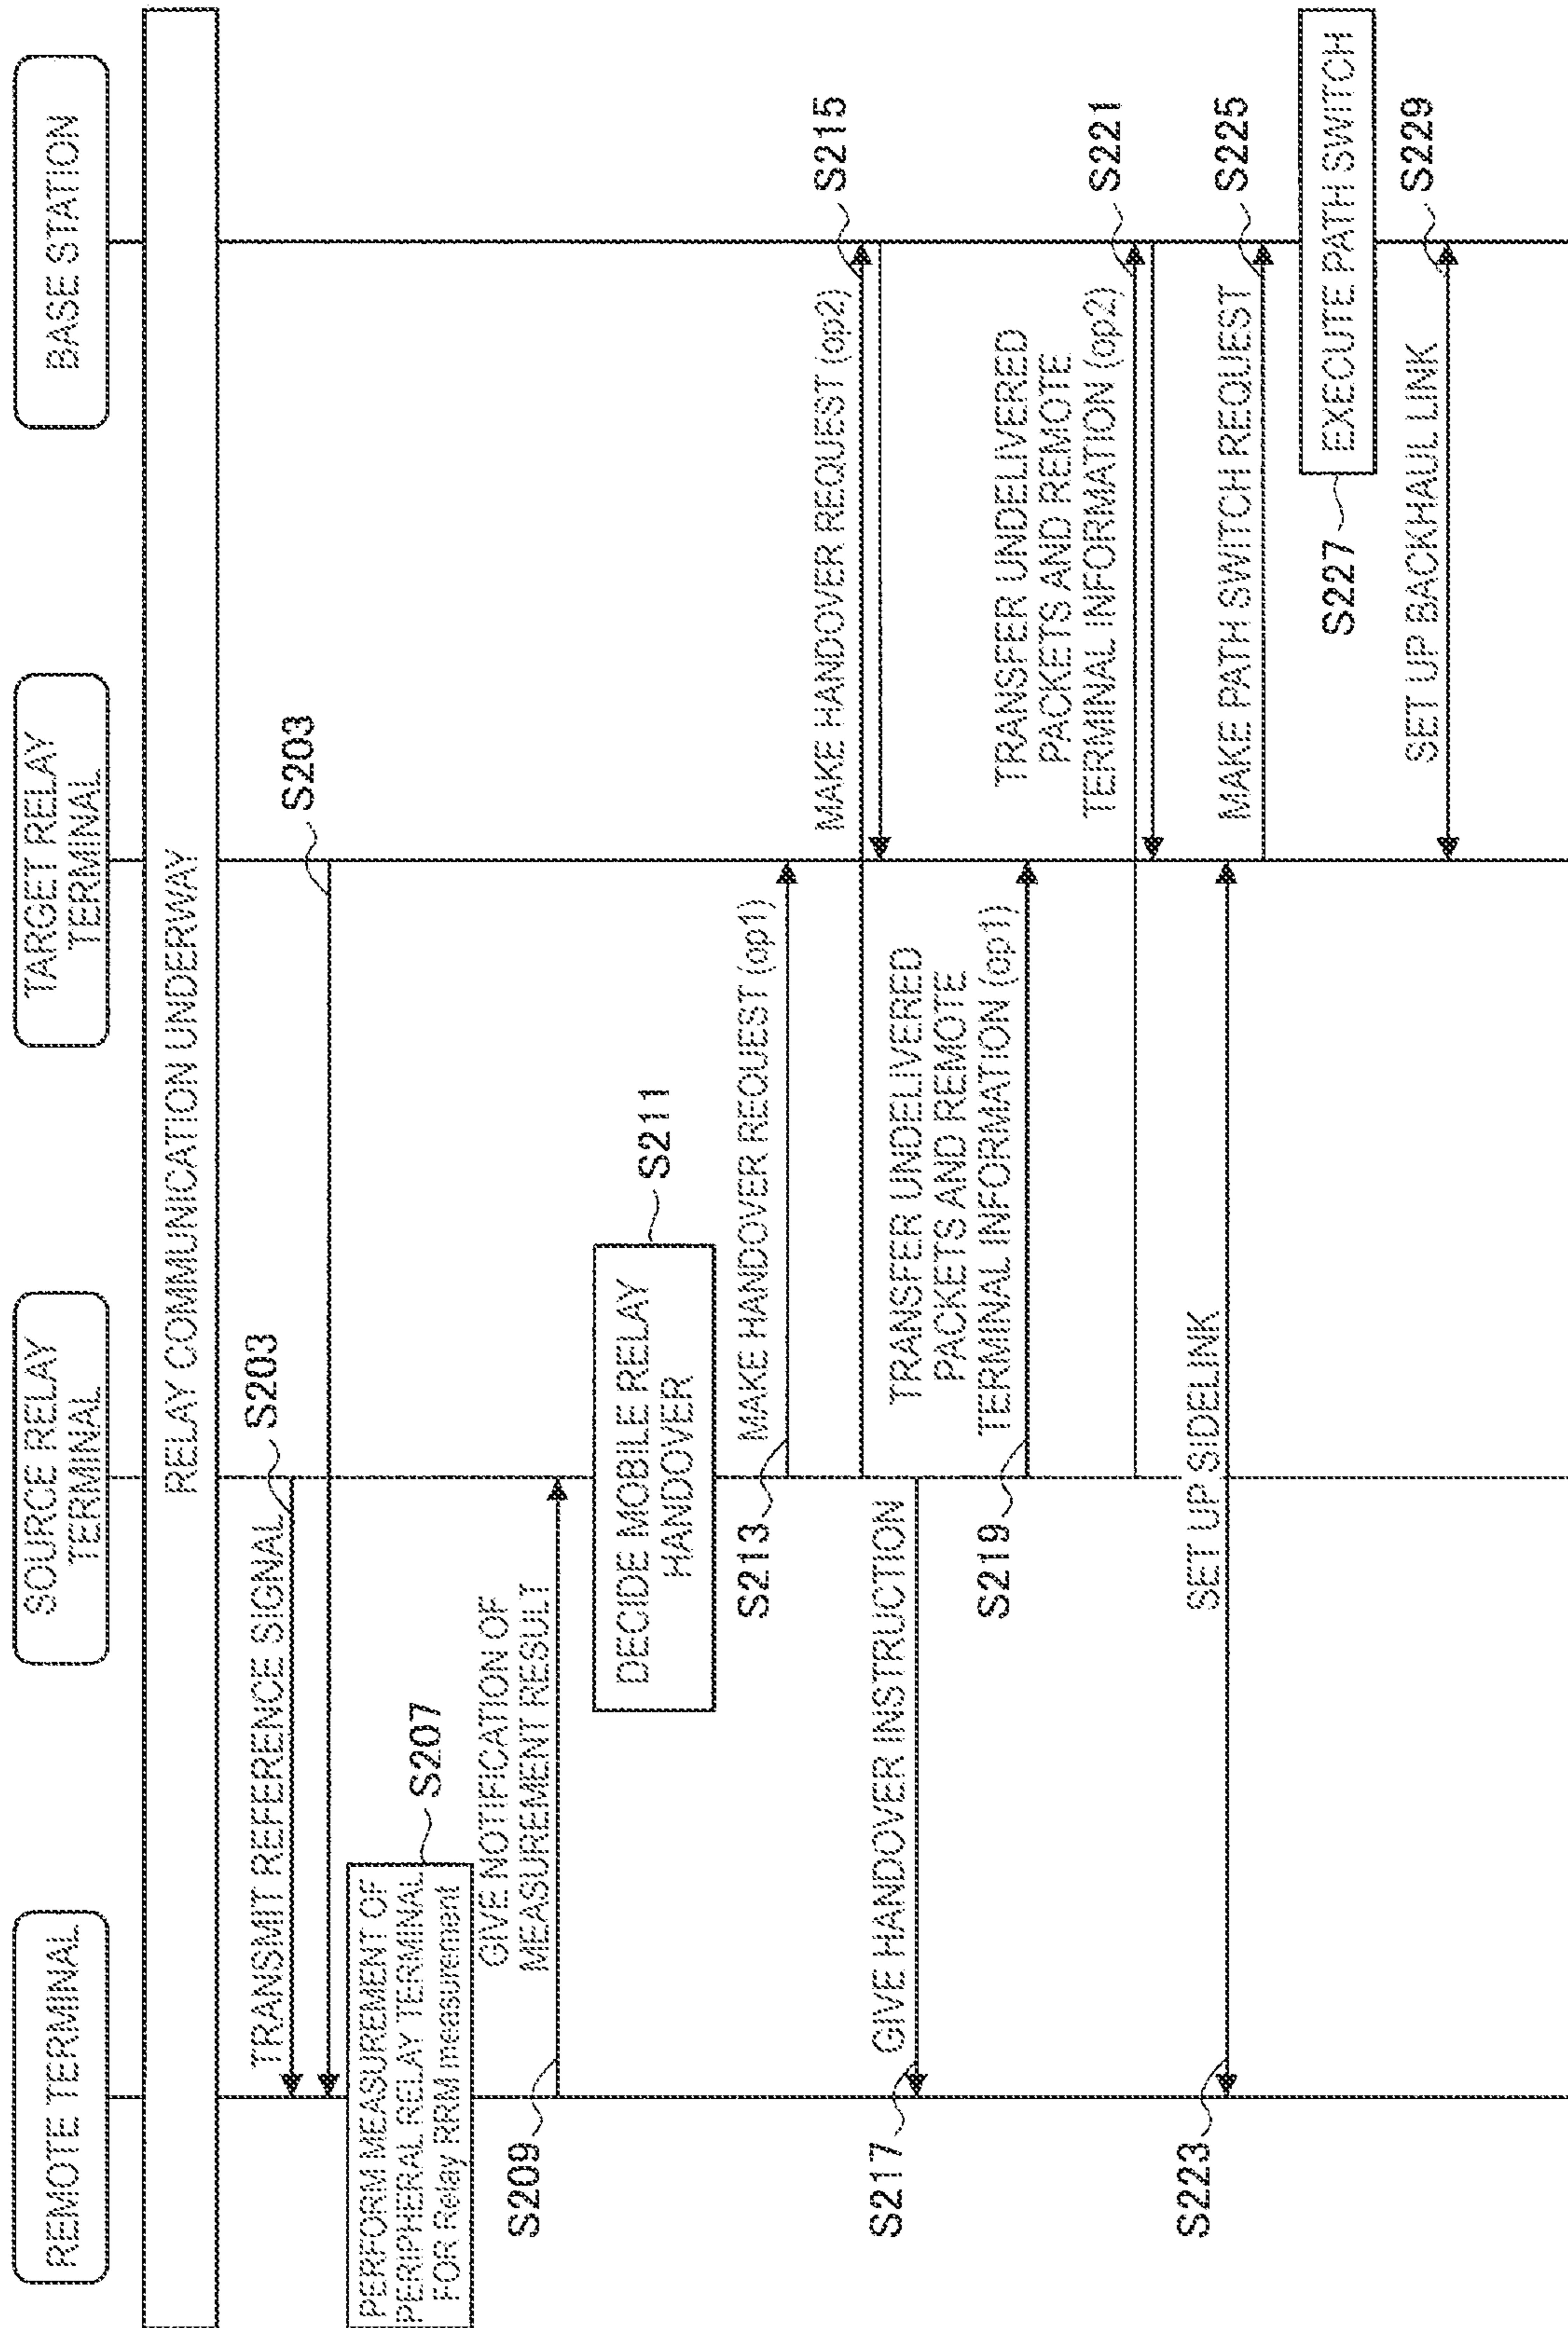 REMOTE TERMINAL
SOURCE RELAY
TERMINAL
TARGET RELAY
TERMINAL
BASE STATION
RELAY COMMUNICATION UNDERWAY
TRANSMIT REFERENCE SIGNAL
S203
S203
PERFORM MEASUREMENT OF
PERIPHERAL RELAY TERMINAL
FOR Relay RRM measurement
S207
GIVE NOTIFICATION OF
MEASUREMENT RESULT
S209
DECIDE MOBILE RELAY
HANDOVER
S211
MAKE HANDOVER REQUEST (op1)
S213
MAKE HANDOVER REQUEST (op2)
S215
GIVE HANDOVER INSTRUCTION
S217
TRANSFER UNDELIVERED
PACKETS AND REMOTE
TERMINAL INFORMATION (op1)
S219
TRANSFER UNDELIVERED
PACKETS AND REMOTE
TERMINAL INFORMATION (op2)
S221
SET UP SIDELINK
S223
MAKE PATH SWITCH REQUEST
S225
EXECUTE PATH SWITCH
S227
SET UP BACKHAUL LINK
S229